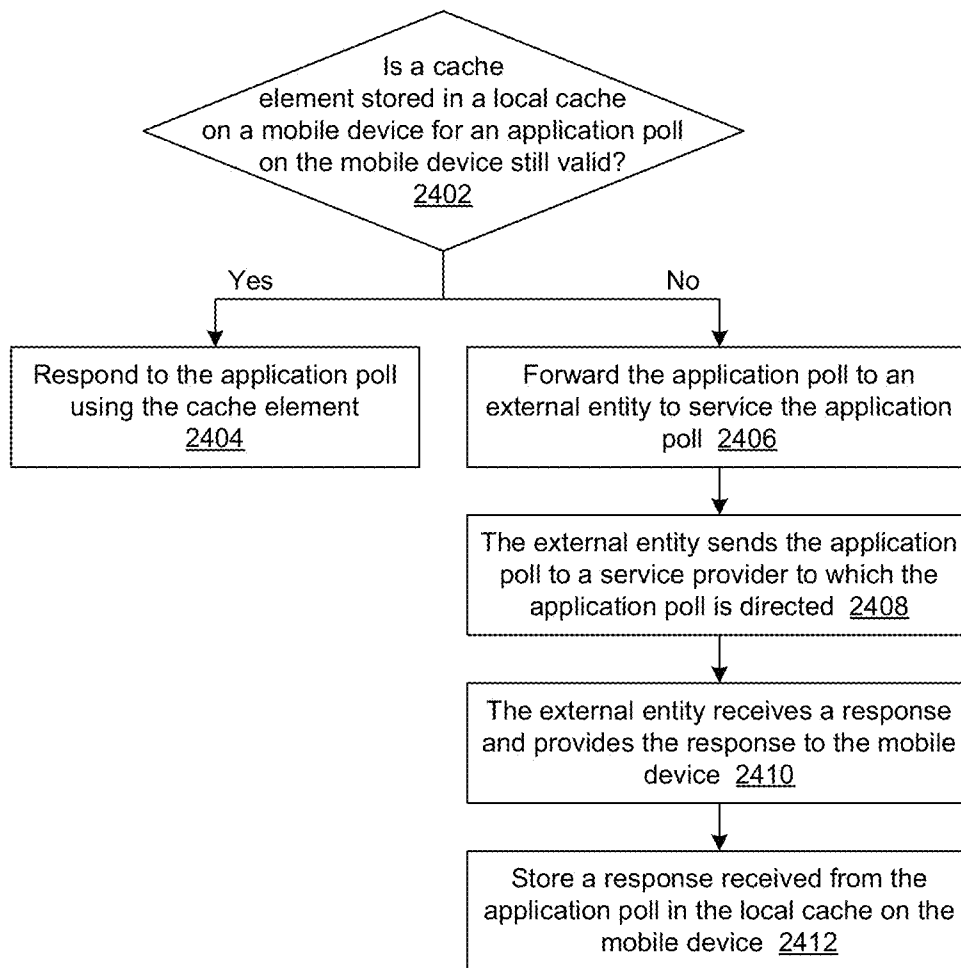 Is a cache
element stored in a local cache
on a mobile device for an application poll
on the mobile device still valid?
2402
Yes
No
Respond to the application poll
using the cache element
2404
Forward the application poll to an
external entity to service the application
poll 2406
The external entity sends the application
poll to a service provider to which the
application poll is directed 2408
The external entity receives a response
and provides the response to the mobile
device 2410
Store a response received from the
application poll in the local cache on the
mobile device 2412